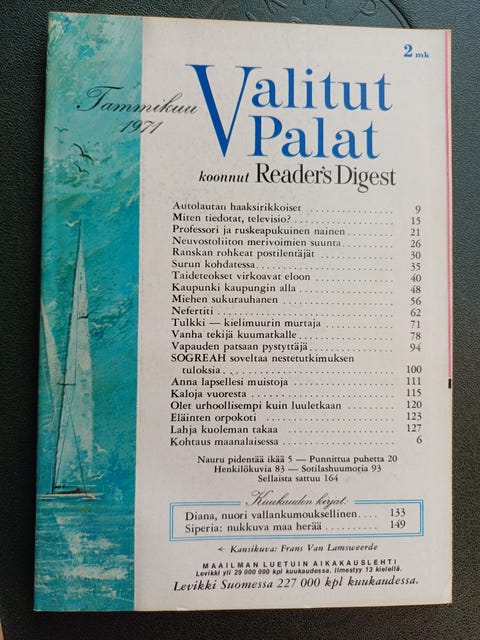 2 mk
Tammikuu
1971
Valitut
Palat
koonnut Reader's Digest
Autolautan haaksirikkoiset 9
Miten tiedotat, televisio? 15
Professori ja ruskeapukuinen nainen 21
Neuvostoliiton merivoimien suunta 26
Ranskan rohkeat postilentäjät 30
Surun kohdatessa 35
Taideteokset virkoavat eloon 40
Kaupunki kaupungin alla 48
Miehen sukurauhanen 56
Nefertiti 62
Tulkki — kielimuurin murtaja 71
Vanha tekijä kuumatkalle 78
Vapauden patsaan pystyttäjä 94
SOGREAH soveltaa nestetutkimuksen
tuloksia 100
Anna lapsellesi muistoja 111
Kaloja vuoresta 115
Olet urhoollisempi kuin luuletkaan 120
Eläinten orpokoti 123
Lahja kuoleman takaa 127
Kohtaus maanalaisessa 6
Nauru pidentää ikää 5 — Punnittua puhetta 20
Henkilökuvia 83 — Sotilashuumoria 93
Sellaista sattuu 164
Kuukauden kirjat:
Diana, nuori vallankumouksellinen 133
Siperia: nukkuva maa herää 149
Kansikuva: Frans Van Lamsweerde
MAAILMAN LUETUIN AIKAKAUSLEHTI
Levikki yli 29 000 000 kpl kuukaudessa. Ilmestyy 13 kielellä.
Levikki Suomessa 227 000 kpl kuukaudessa.